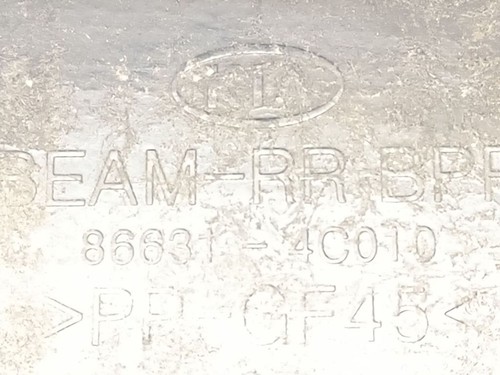 KIA
BEAM-RR BPR
86631-4C010
>PP-GF45<